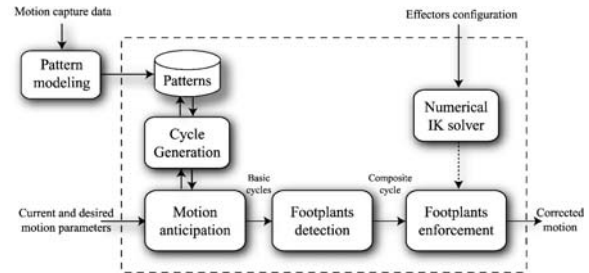 Motion capture data
Effectors configuration
Pattern
modeling
Patterns
Numerical
IK solver
Cycle
Generation
Current and desired
motion parameters
Motion
anticipation
Basic
cycles
Footplants
detection
Composite
cycle
Footplants
enforcement
Corrected
motion